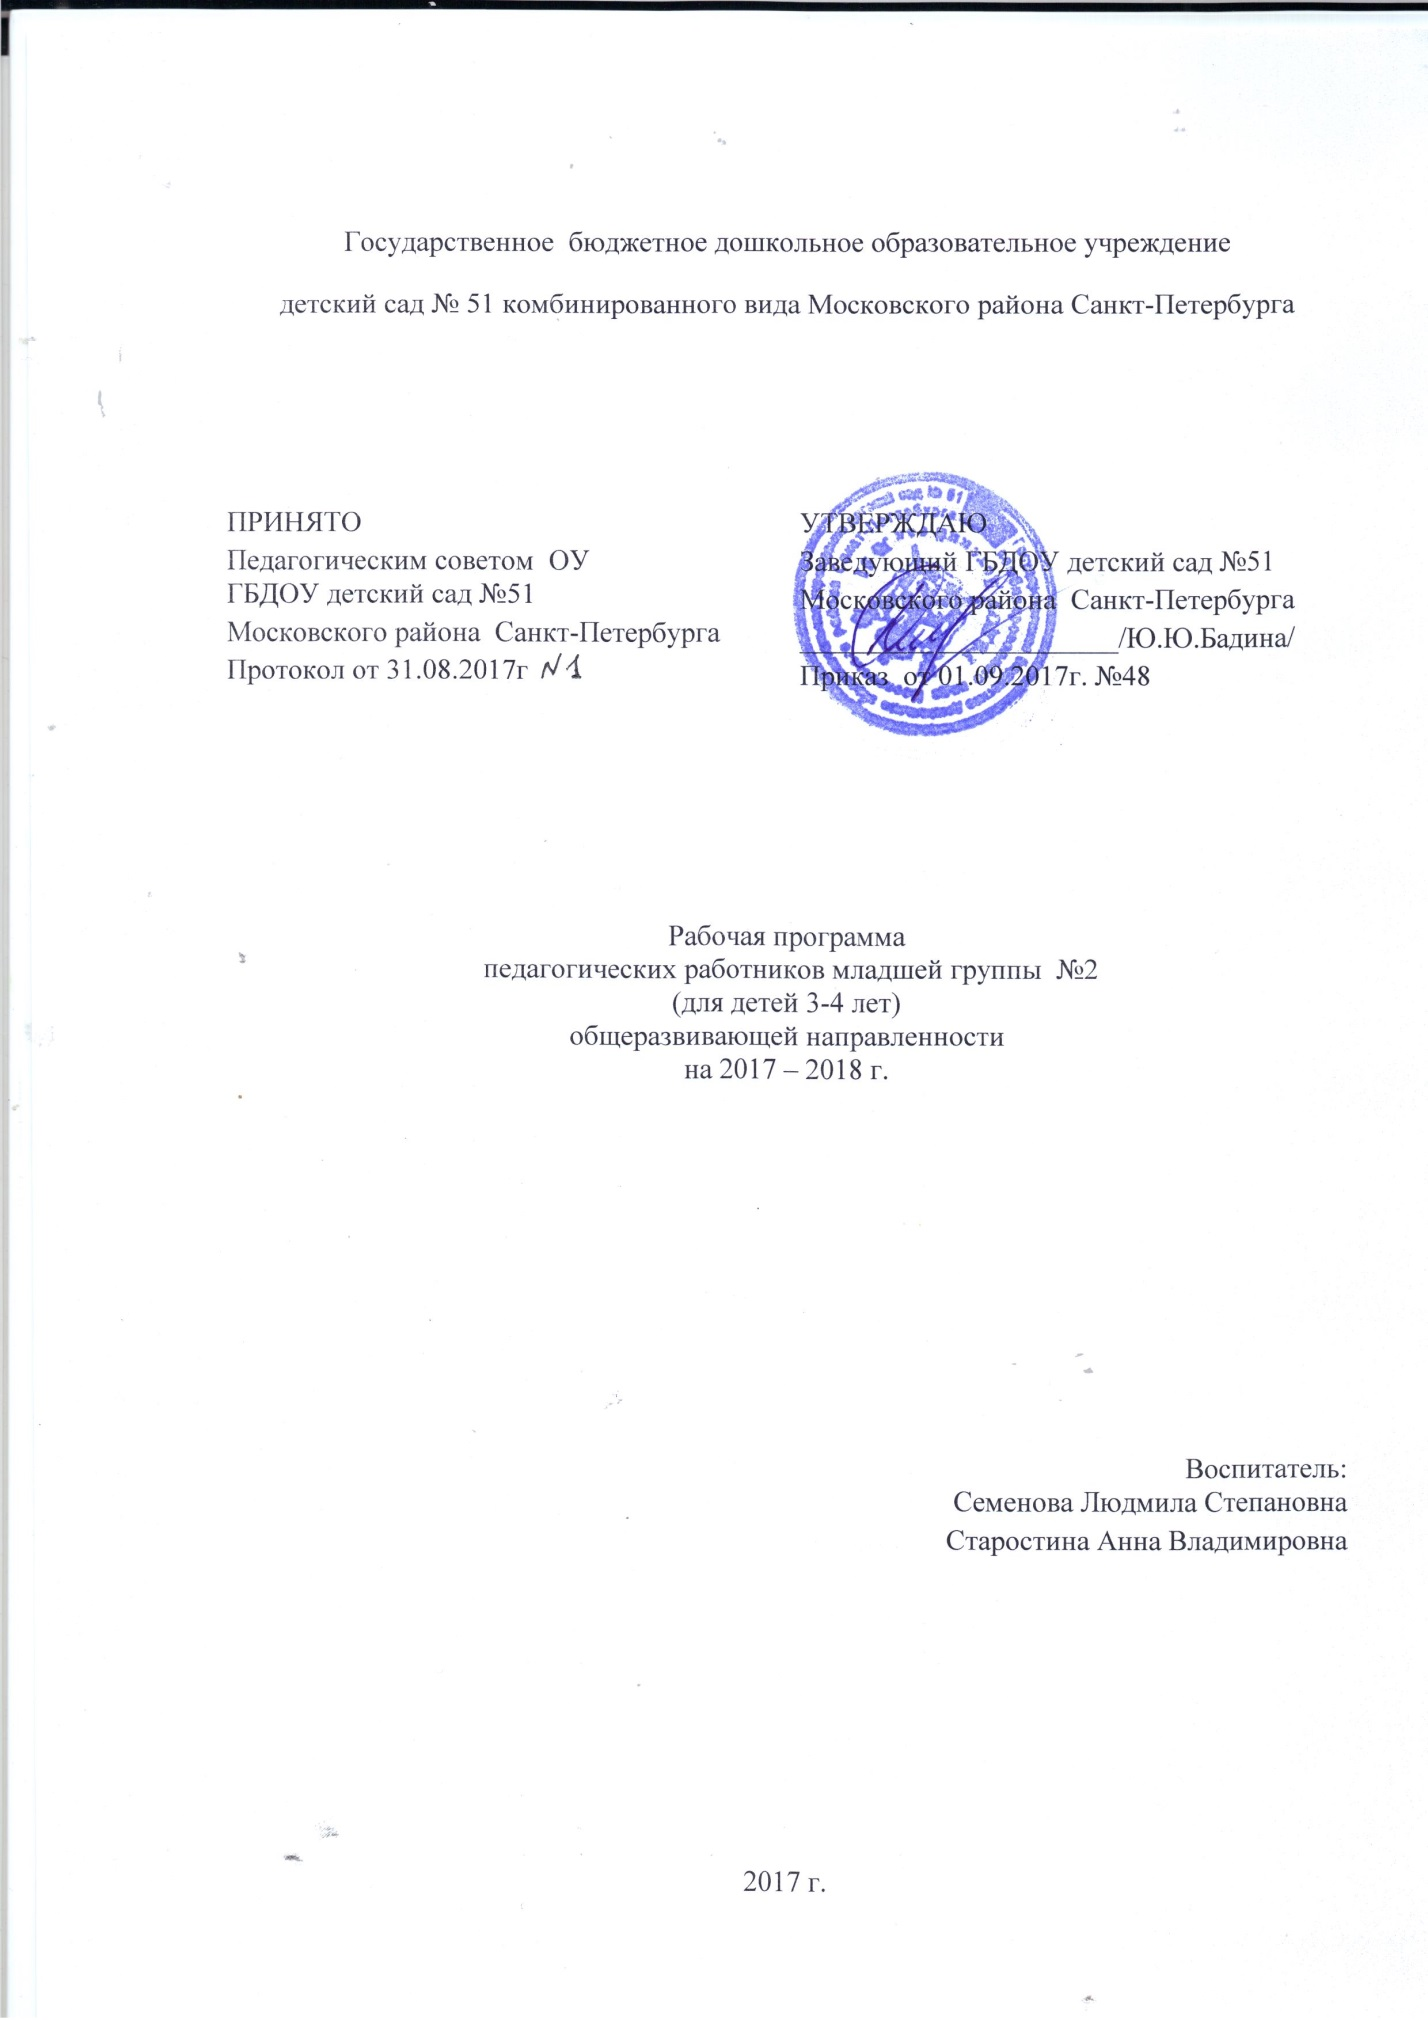 Государственное бюджетное дошкольное образовательное учреждение
детский сад № 51 комбинированного вида Московского района Санкт-Петербурга
ПРИНЯТО
Педагогическим советом ОУ
ГБДОУ детский сад №51
Московского района Санкт-Петербурга
Протокол от 31.08.2017г №1
УТВЕРЖДАЮ
Заведующий ГБДОУ детский сад №51
Московского района Санкт-Петербурга
/Ю.Ю.Бадина/
Приказ от 01.09.2017г. №48
Рабочая программа
педагогических работников младшей группы №2
(для детей 3-4 лет)
общеразвивающей направленности
на 2017 – 2018 г.
Воспитатель:
Семенова Людмила Степановна
Старостина Анна Владимировна
2017 г.